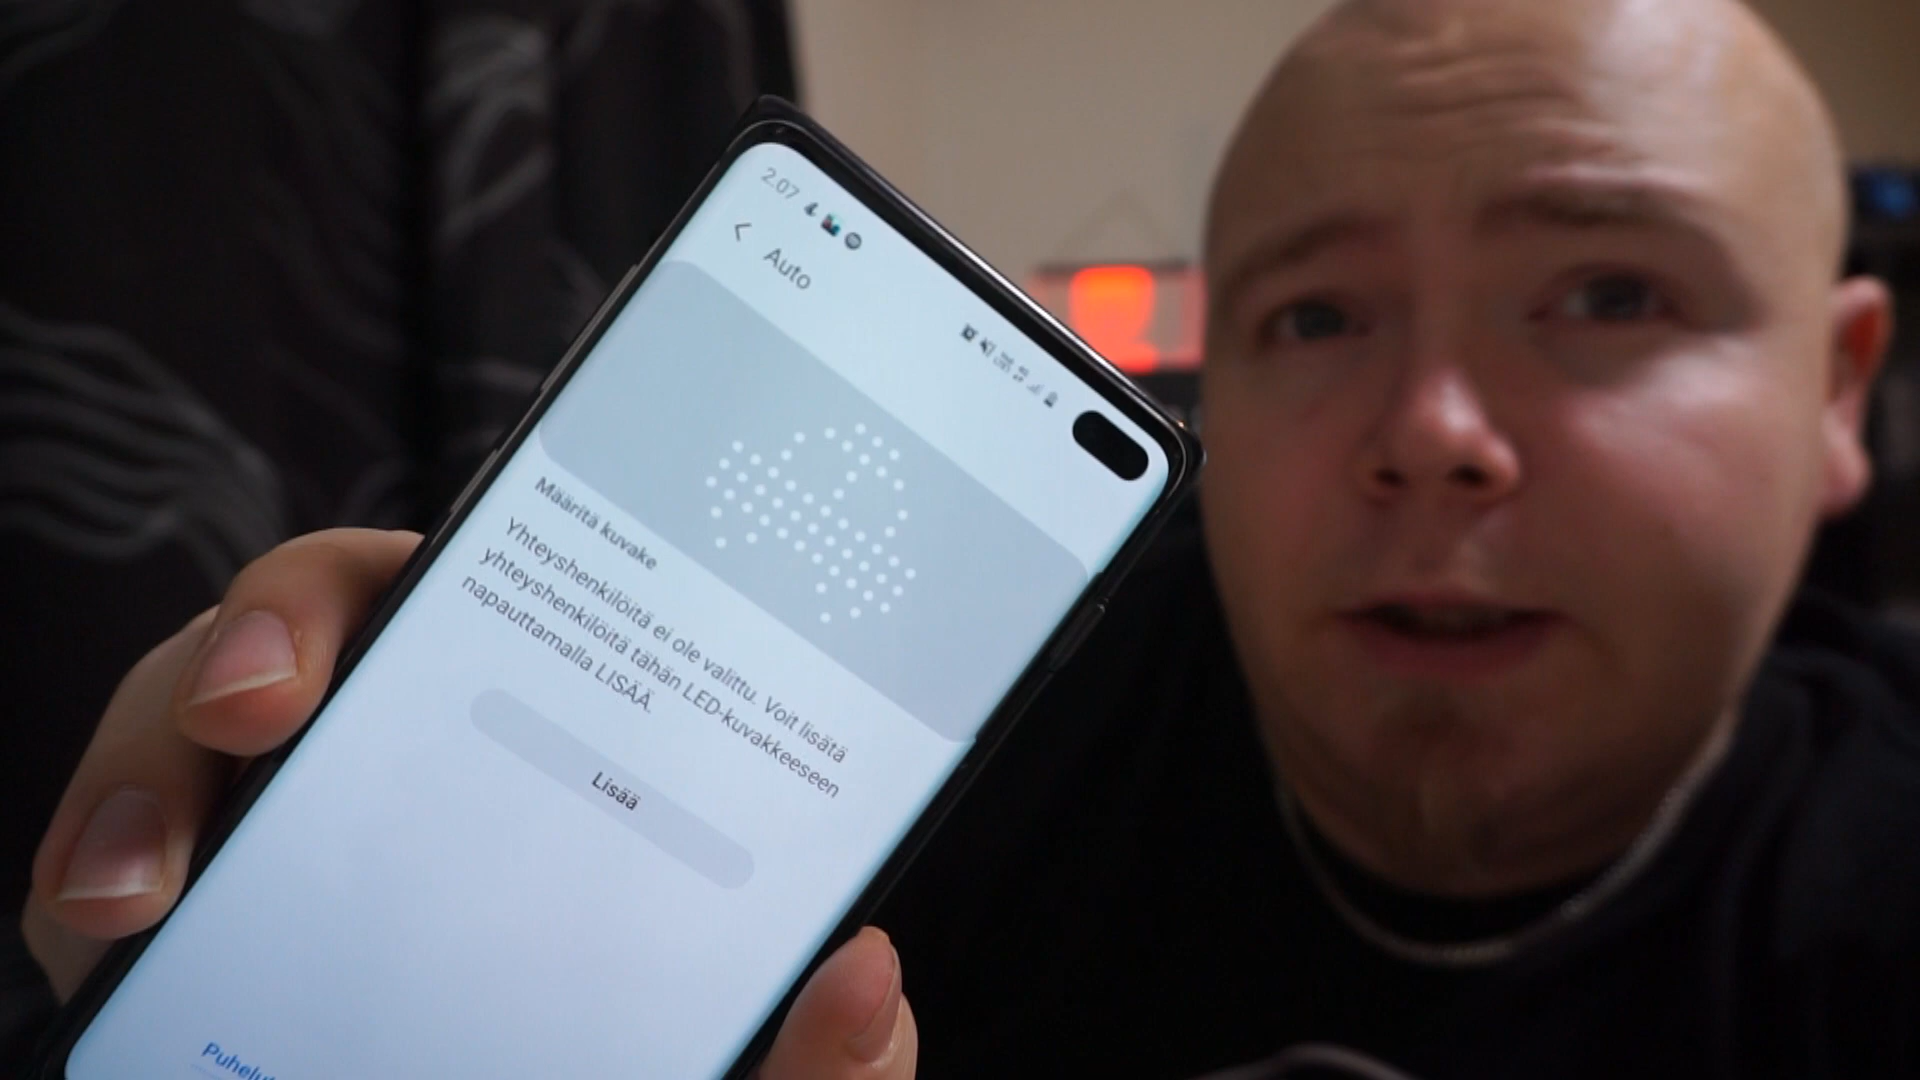 2.07
Auto
Määritä kuvake
Yhteyshenkilöitä ei ole valittu. Voit lisätä
yhteyshenkilöitä tähän LED-kuvakkeeseen
napauttamalla LISÄÄ.
Lisää